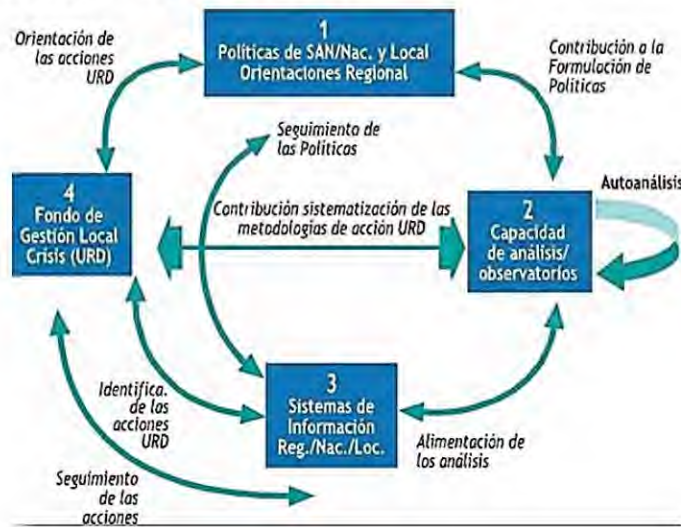 1
Políticas de SAN/Nac. y Local
Orientaciones Regional
Orientación de
las acciones
URD
Contribución a la
Formulación de
Políticas
Seguimiento de
las Políticas
4
Fondo de
Gestión Local
Crisis (URD)
Contribución sistematización de las
metodologías de acción URD
Autoanálisis
2
Capacidad
de análisis/
observatorios
3
Sistemas de
Información
Reg./Nac./Loc.
Identifica.
de las
acciones
URD
Alimentación de
los análisis
Seguimiento
de las
acciones